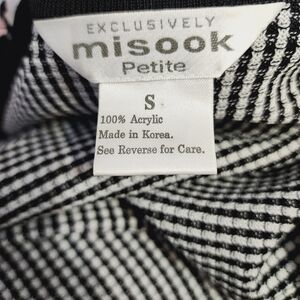 EXCLUSIVELY
misook
Petite
S
100% Acrylic
Made in Korea.
See Reverse for Care.